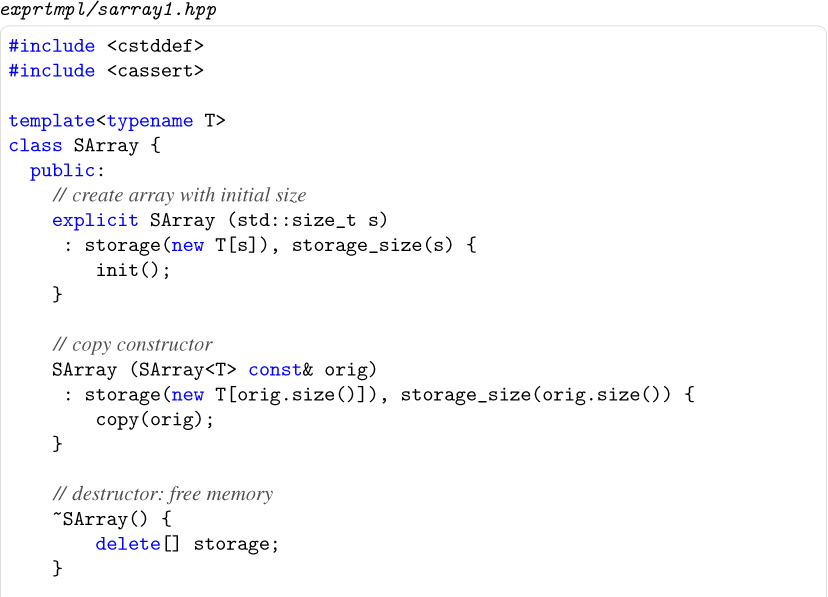 exprtmpl/sarray1.hpp
#include <cstddef>
#include <cassert>
template<typename T>
class SArray {
public:
// create array with initial size
explicit SArray (std::size_t s)
: storage(new T[s]), storage_size(s) {
init();
}
// copy constructor
SArray (SArray<T> const& orig)
: storage(new T[orig.size()]), storage_size(orig.size()) {
copy(orig);
}
// destructor: free memory
~SArray() {
delete[] storage;
}